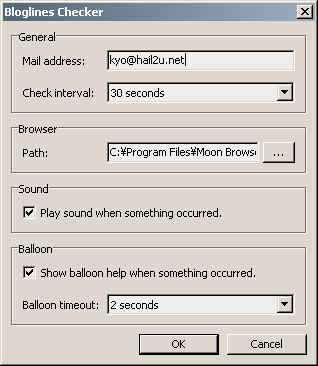 Bloglines Checker
General
Mail address: kyo@hail2u.net
Check interval: 30 seconds
Browser
Path: C:¥Program Files¥Moon Brows ...
Sound
Play sound when something occurred.
Balloon
Show balloon help when something occurred.
Balloon timeout: 2 seconds
OK Cancel